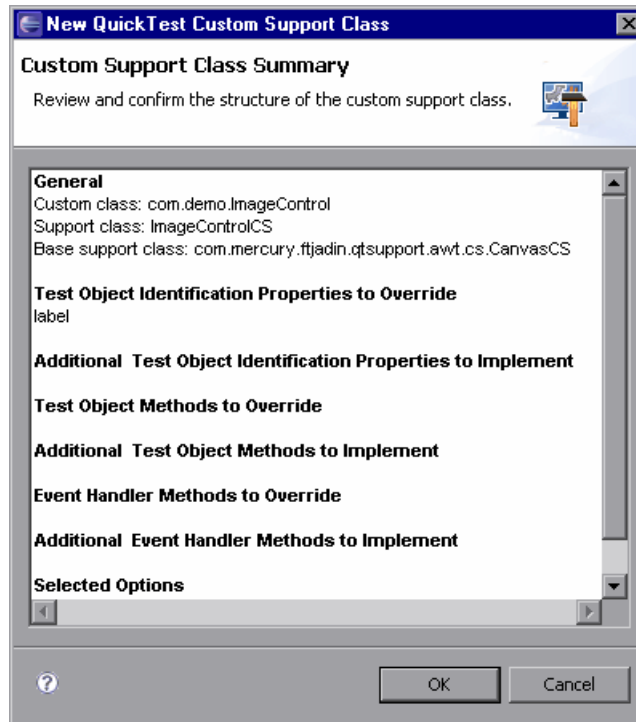 New QuickTest Custom Support Class
Custom Support Class Summary
Review and confirm the structure of the custom support class.
General
Custom class: com.demo.ImageControl
Support class: ImageControlCS
Base support class: com.mercury.ftjadin.qtsupport.awt.cs.CanvasCS
Test Object Identification Properties to Override
label
Additional Test Object Identification Properties to Implement
Test Object Methods to Override
Additional Test Object Methods to Implement
Event Handler Methods to Override
Additional Event Handler Methods to Implement
Selected Options
?
OK
Cancel